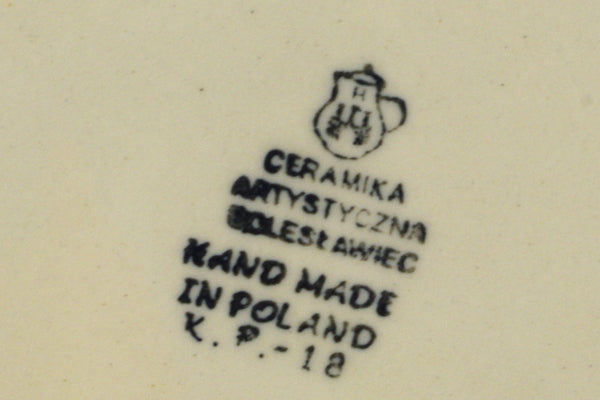 CERAMIKA
ARTYSTYCZNA
BOLESŁAWIEC
HAND MADE
IN POLAND
K. P. - 18